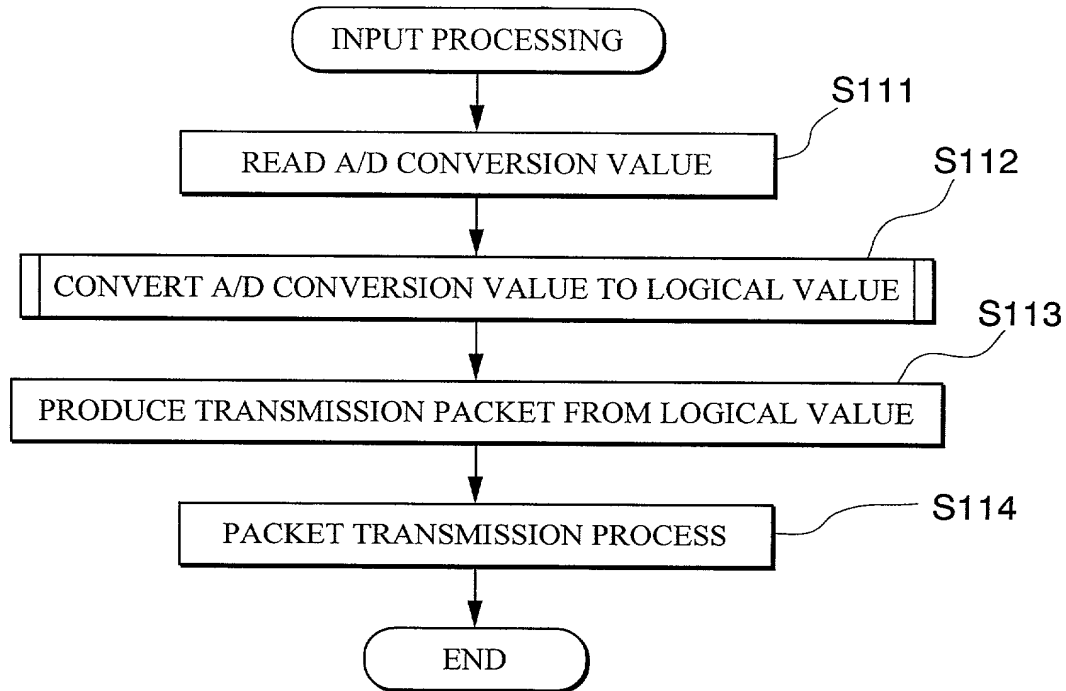 INPUT PROCESSING
S111
READ A/D CONVERSION VALUE
S112
CONVERT A/D CONVERSION VALUE TO LOGICAL VALUE
S113
PRODUCE TRANSMISSION PACKET FROM LOGICAL VALUE
S114
PACKET TRANSMISSION PROCESS
END